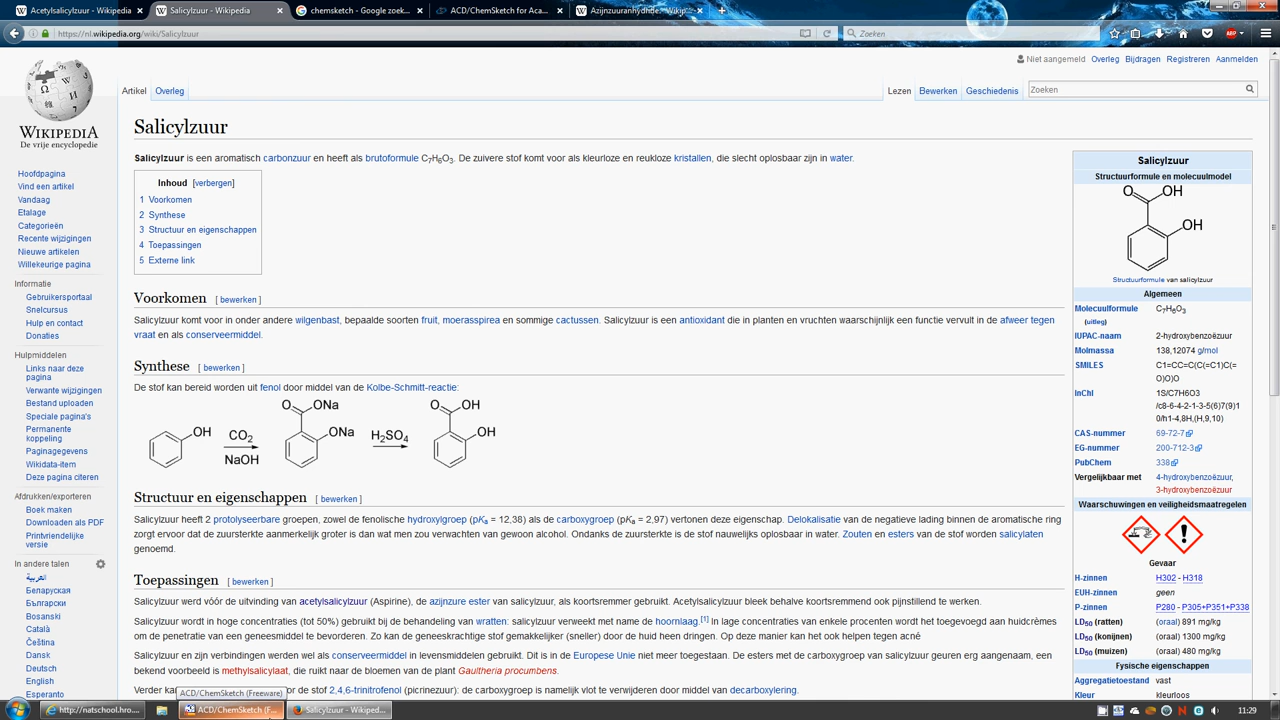 Acetylsalicylzuur - Wikipedia
Salicylzuur - Wikipedia
chemsketch - Google zoek...
ACD/ChemSketch for Aca...
Azijnzuuranhydride - Wikip...
https://nl.wikipedia.org/wiki/Salicylzuur
Zoeken
ABP
Niet aangemeld Overleg Bijdragen Registreren Aanmelden
Artikel Overleg
Lezen Bewerken Geschiedenis
Zoeken
WIKIPEDIA
De vrije encyclopedie
Hoofdpagina
Vind een artikel
Vandaag
Etalage
Categorieën
Recente wijzigingen
Nieuwe artikelen
Willekeurige pagina
Informatie
Gebruikersportaal
Snelcursus
Hulp en contact
Donaties
Hulpmiddelen
Links naar deze
pagina
Verwante wijzigingen
Bestand uploaden
Speciale pagina's
Permanente
koppeling
Paginagegevens
Wikidata-item
Deze pagina citeren
Afdrukken/exporteren
Boek maken
Downloaden als PDF
Printvriendelijke
versie
In andere talen
العربية
Беларуская
Български
Bosanski
Català
Čeština
Dansk
Deutsch
English
Español
Esperanto
Salicylzuur
Salicylzuur is een aromatisch carbonzuur en heeft als brutoformule C7H6O3. De zuivere stof komt voor als kleurloze en reukloze kristallen, die slecht oplosbaar zijn in water.
Inhoud [verbergen]
1 Voorkomen
2 Synthese
3 Structuur en eigenschappen
4 Toepassingen
5 Externe link
Voorkomen [ bewerken ]
Salicylzuur komt voor in onder andere wilgenbast, bepaalde soorten fruit, moerasspirea en sommige cactussen. Salicylzuur is een antioxidant die in planten en vruchten waarschijnlijk een functie vervult in de afweer tegen
vraat en als conserveermiddel.
Synthese [ bewerken ]
De stof kan bereid worden uit fenol door middel van de Kolbe-Schmitt-reactie:
OH
CO2
NaOH
O
ONa
ONa
H2SO4
O
OH
OH
Structuur en eigenschappen [ bewerken ]
Salicylzuur heeft 2 protolyseerbare groepen, zowel de fenolische hydroxylgroep (pKa = 12,38) als de carboxygroep (pKa = 2,97) vertonen deze eigenschap. Delokalisatie van de negatieve lading binnen de aromatische ring
zorgt ervoor dat de zuursterkte aanmerkelijk groter is dan wat men zou verwachten van gewoon alcohol. Ondanks de zuursterkte is de stof nauwelijks oplosbaar in water. Zouten en esters van de stof worden salicylaten
genoemd.
Toepassingen [ bewerken ]
Salicylzuur werd vóór de uitvinding van acetylsalicylzuur (Aspirine), de azijnzure ester van salicylzuur, als koortsremmer gebruikt. Acetylsalicylzuur bleek behalve koortsremmend ook pijnstillend te werken.
Salicylzuur wordt in hoge concentraties (tot 50%) gebruikt bij de behandeling van wratten: salicylzuur verweekt met name de hoornlaag.[1] In lage concentraties van enkele procenten wordt het toegevoegd aan huidcrèmes
om de penetratie van een geneesmiddel te bevorderen. Zo kan de geneeskrachtige stof gemakkelijker (sneller) door de huid heen dringen. Op deze manier kan het ook helpen tegen acné
Salicylzuur en zijn verbindingen werden wel als conserveermiddel in levensmiddelen gebruikt. Dit is in de Europese Unie niet meer toegestaan. De esters met de carboxygroep van salicylzuur geuren erg aangenaam, een
bekend voorbeeld is methylsalicylaat, die ruikt naar de bloemen van de plant Gaultheria procumbens.
Verder kan
or de stof 2,4,6-trinitrofenol (picrinezuur): de carboxygroep is namelijk vlot te verwijderen door middel van decarboxylering.
Salicylzuur
Structuurformule en molecuulmodel
O
OH
OH
Structuurformule van salicylzuur
Algemeen
Molecuulformule C7H6O3
(uitleg)
IUPAC-naam 2-hydroxybenzoëzuur
Molmassa 138,12074 g/mol
SMILES C1=CC=C(C(=C1)C(=
O)O)O
InChI 1S/C7H6O3
/c8-6-4-2-1-3-5(6)7(9)1
0/h1-4,8H,(H,9,10)
CAS-nummer 69-72-7
EG-nummer 200-712-3
PubChem 338
Vergelijkbaar met 4-hydroxybenzoëzuur,
3-hydroxybenzoëzuur
Waarschuwingen en veiligheidsmaatregelen
Gevaar
H-zinnen H302 - H318
EUH-zinnen geen
P-zinnen P280 - P305+P351+P338
LD50 (ratten) (oraal) 891 mg/kg
LD50 (konijnen) (oraal) 1300 mg/kg
LD50 (muizen) (oraal) 480 mg/kg
Fysische eigenschappen
Aggregatietoestand vast
Kleur kleurloos
ACD/ChemSketch (Freeware)
http://natschool.hro....
ACD/ChemSketch (F...
Salicylzuur - Wikiped...
11:29